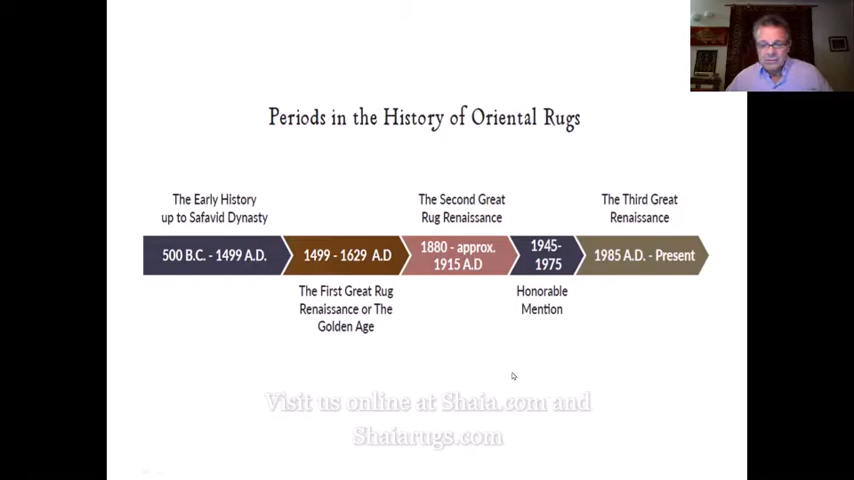 Periods in the History of Oriental Rugs
The Early History
up to Safavid Dynasty
The Second Great
Rug Renaissance
The Third Great
Renaissance
500 B.C. - 1499 A.D.
1499 - 1629 A.D
1880 - approx.
1915 A.D
1945-
1975
1985 A.D. - Present
The First Great Rug
Renaissance or The
Golden Age
Honorable
Mention
Visit us online at Shaia.com and
Shaiarugs.com